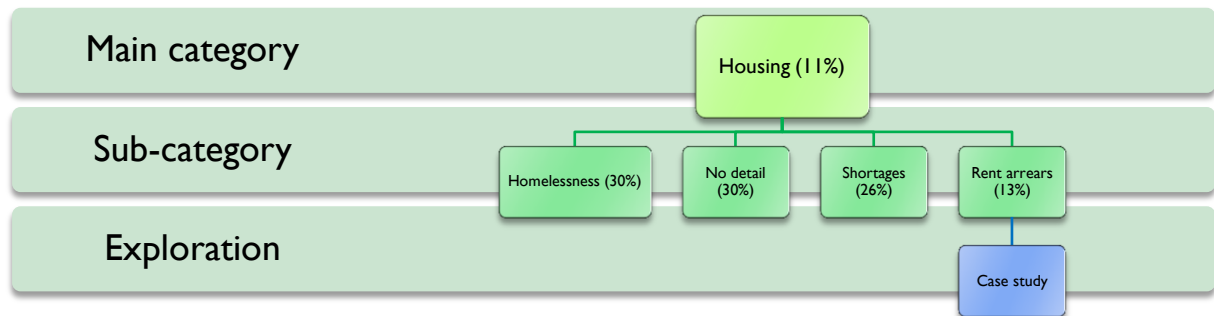 Main category
Housing (11%)
Sub-category
Homelessness (30%)
No detail
(30%)
Shortages
(26%)
Rent arrears
(13%)
Exploration
Case study